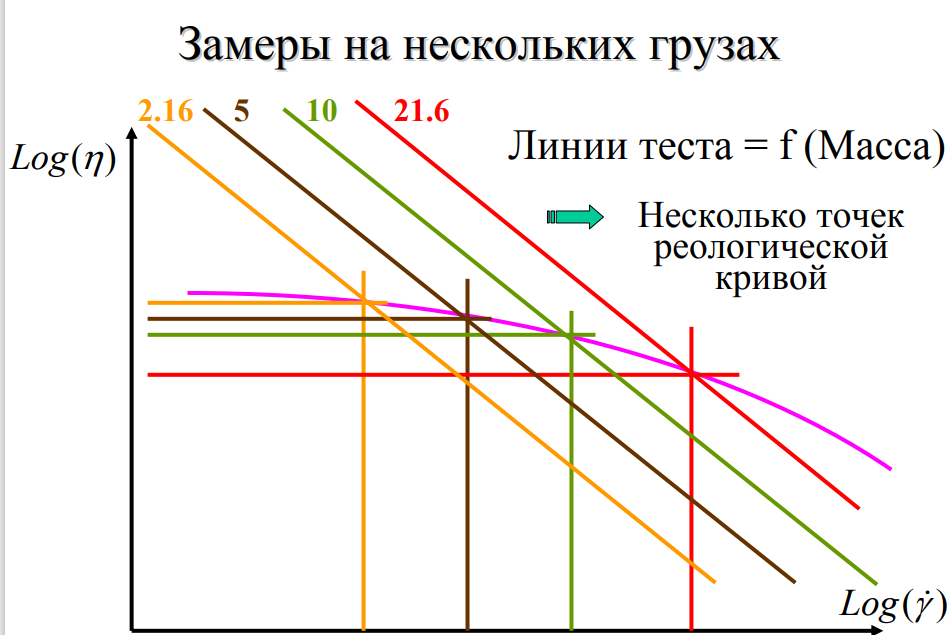 Замеры на нескольких грузах
2.16 5 10 21.6
Log(η)
Линии теста = f (Масса)
Несколько точек
реологической
кривой
Log(γ̇)